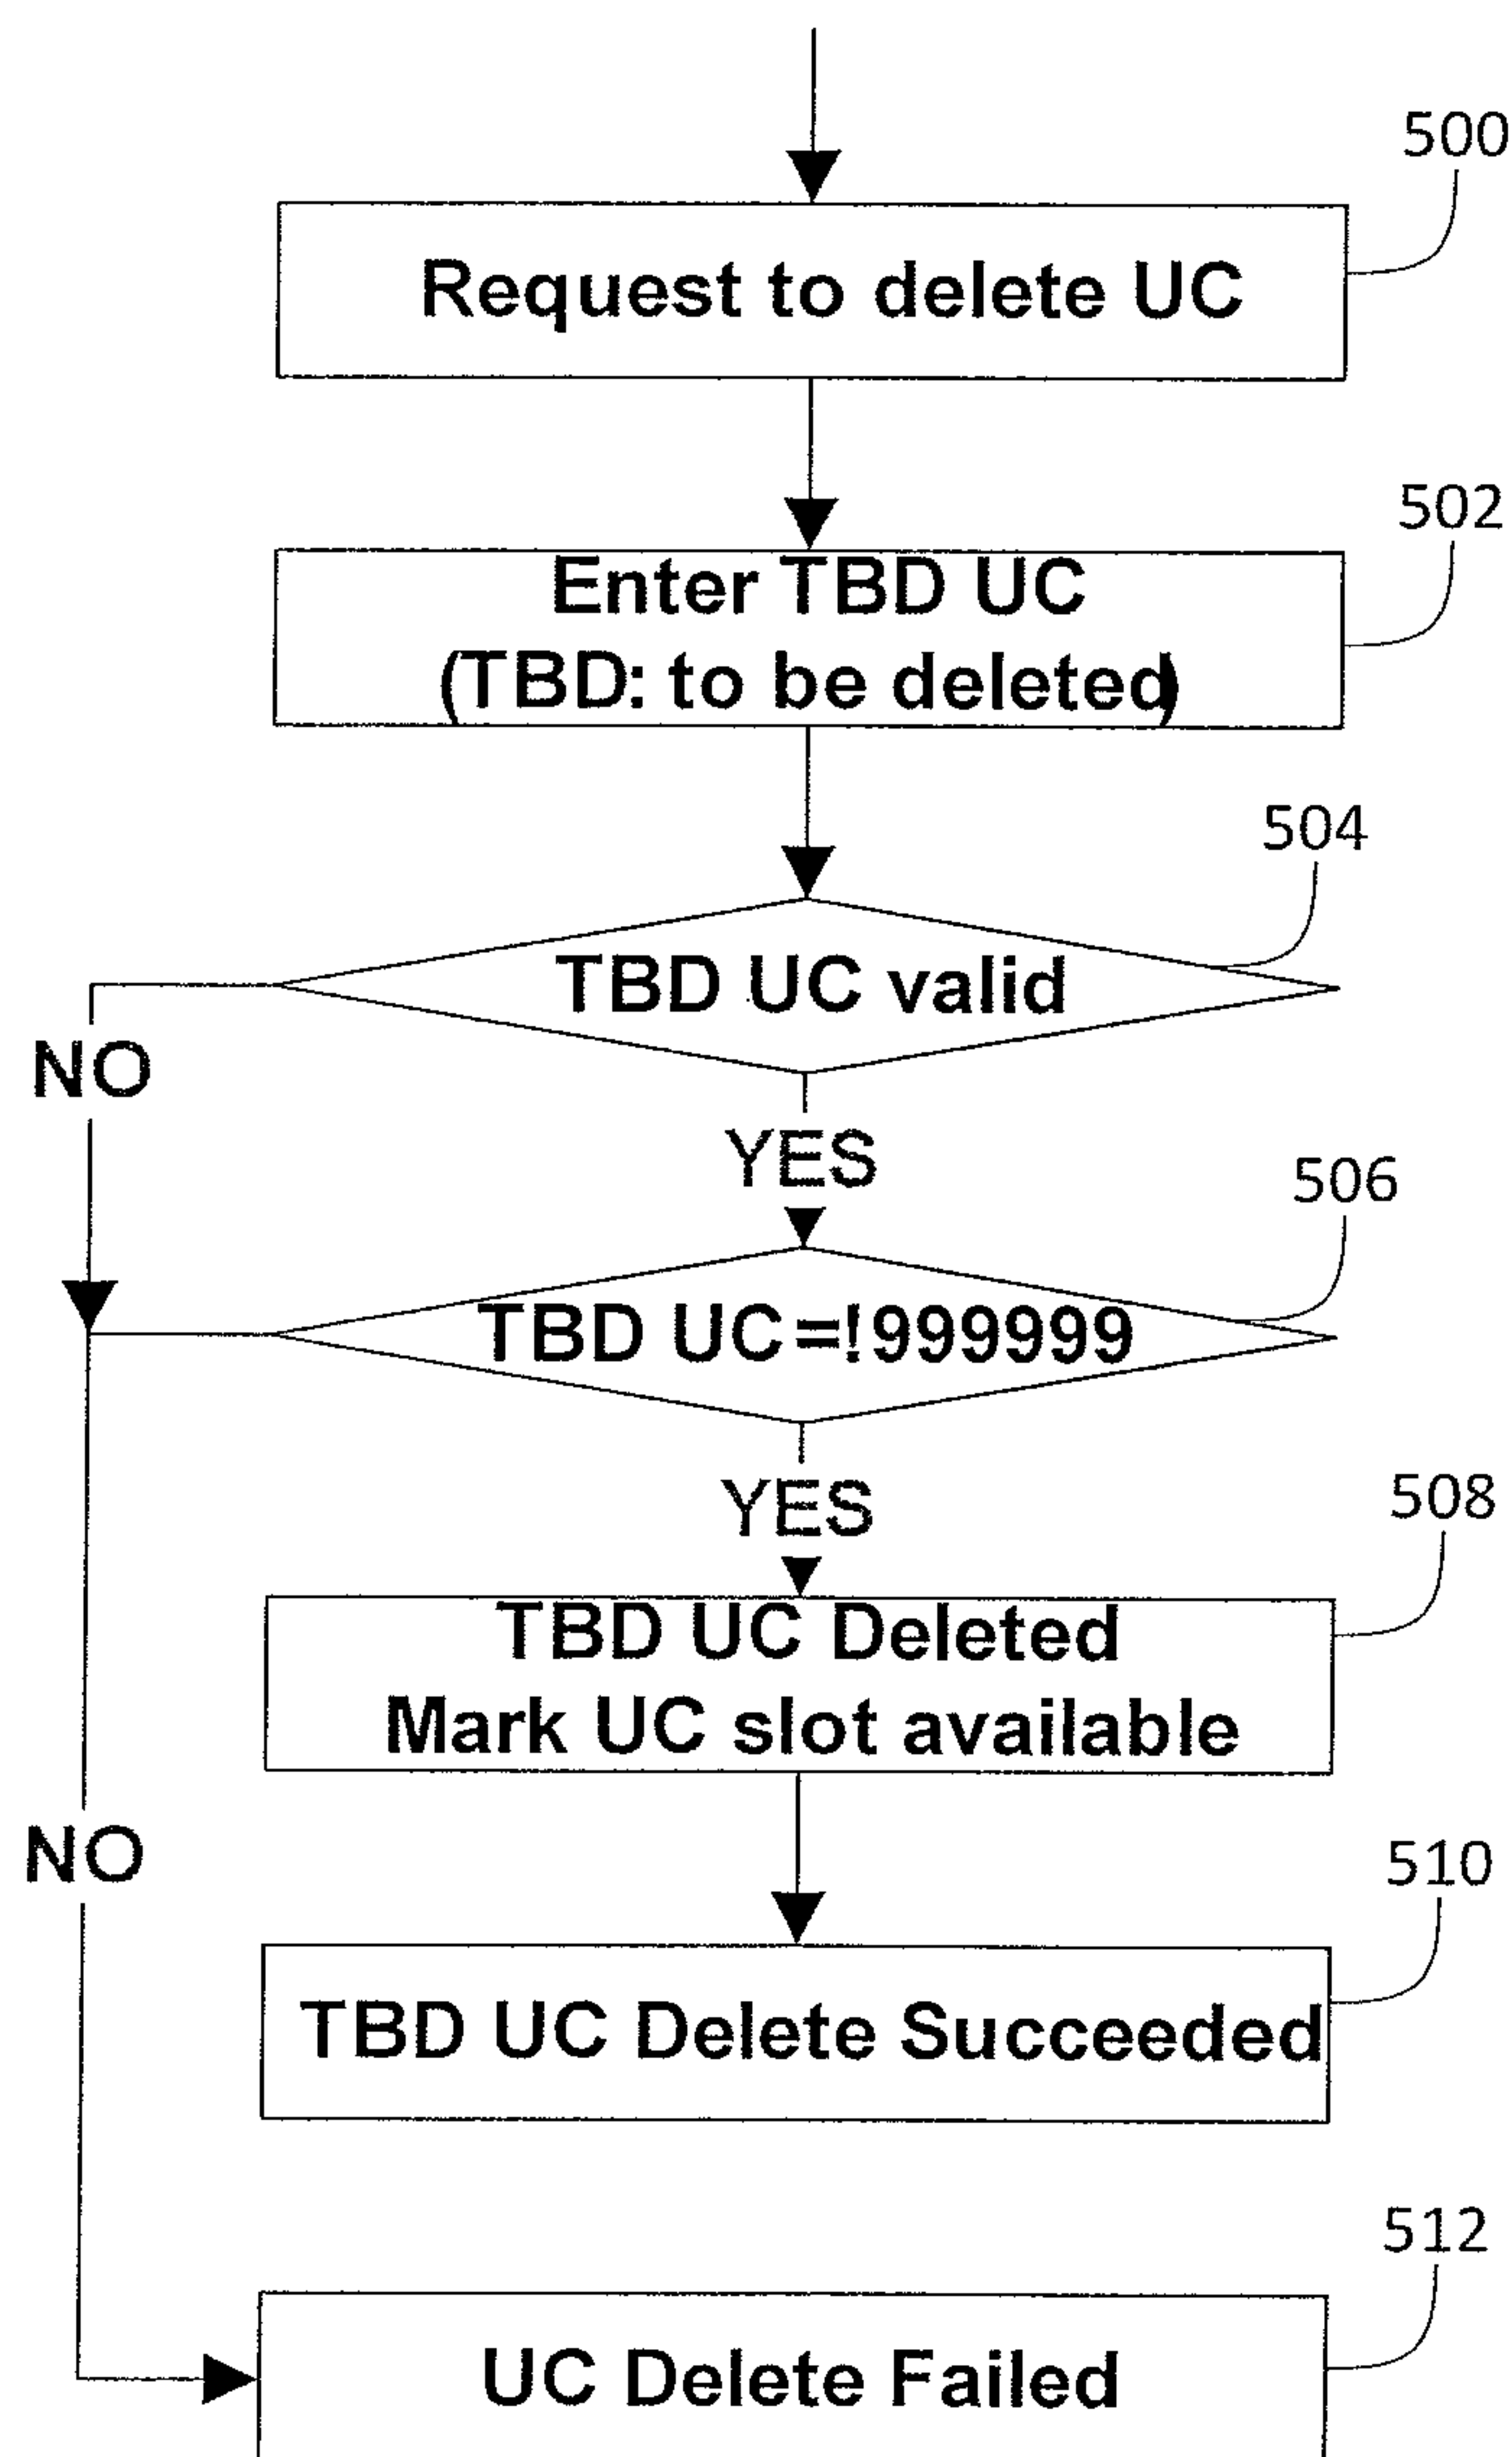 500
Request to delete UC
502
Enter TBD UC
(TBD: to be deleted)
504
TBD UC valid
NO
YES
506
TBD UC=!999999
YES
508
TBD UC Deleted
Mark UC slot available
NO
510
TBD UC Delete Succeeded
512
UC Delete Failed